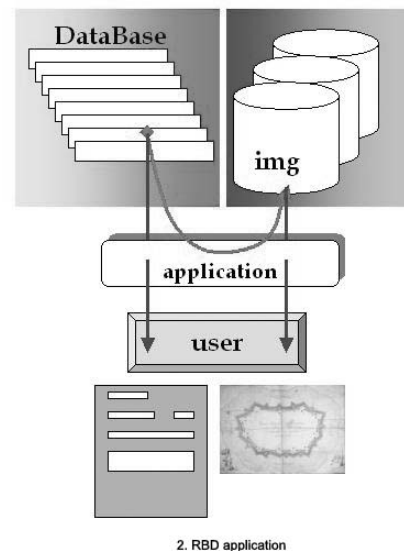 DataBase
img
application
user
2. RBD application